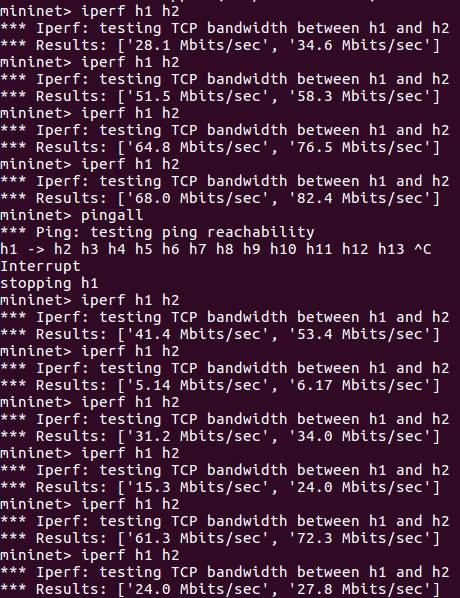 mininet> iperf h1 h2
*** Iperf: testing TCP bandwidth between h1 and h2
*** Results: ['28.1 Mbits/sec', '34.6 Mbits/sec']
mininet> iperf h1 h2
*** Iperf: testing TCP bandwidth between h1 and h2
*** Results: ['51.5 Mbits/sec', '58.3 Mbits/sec']
mininet> iperf h1 h2
*** Iperf: testing TCP bandwidth between h1 and h2
*** Results: ['64.8 Mbits/sec', '76.5 Mbits/sec']
mininet> iperf h1 h2
*** Iperf: testing TCP bandwidth between h1 and h2
*** Results: ['68.0 Mbits/sec', '82.4 Mbits/sec']
mininet> pingall
*** Ping: testing ping reachability
h1 -> h2 h3 h4 h5 h6 h7 h8 h9 h10 h11 h12 h13 ^C
Interrupt
stopping h1
mininet> iperf h1 h2
*** Iperf: testing TCP bandwidth between h1 and h2
*** Results: ['41.4 Mbits/sec', '53.4 Mbits/sec']
mininet> iperf h1 h2
*** Iperf: testing TCP bandwidth between h1 and h2
*** Results: ['5.14 Mbits/sec', '6.17 Mbits/sec']
mininet> iperf h1 h2
*** Iperf: testing TCP bandwidth between h1 and h2
*** Results: ['31.2 Mbits/sec', '34.0 Mbits/sec']
mininet> iperf h1 h2
*** Iperf: testing TCP bandwidth between h1 and h2
*** Results: ['15.3 Mbits/sec', '24.0 Mbits/sec']
mininet> iperf h1 h2
*** Iperf: testing TCP bandwidth between h1 and h2
*** Results: ['61.3 Mbits/sec', '72.3 Mbits/sec']
mininet> iperf h1 h2
*** Iperf: testing TCP bandwidth between h1 and h2
*** Results: ['24.0 Mbits/sec', '27.8 Mbits/sec']